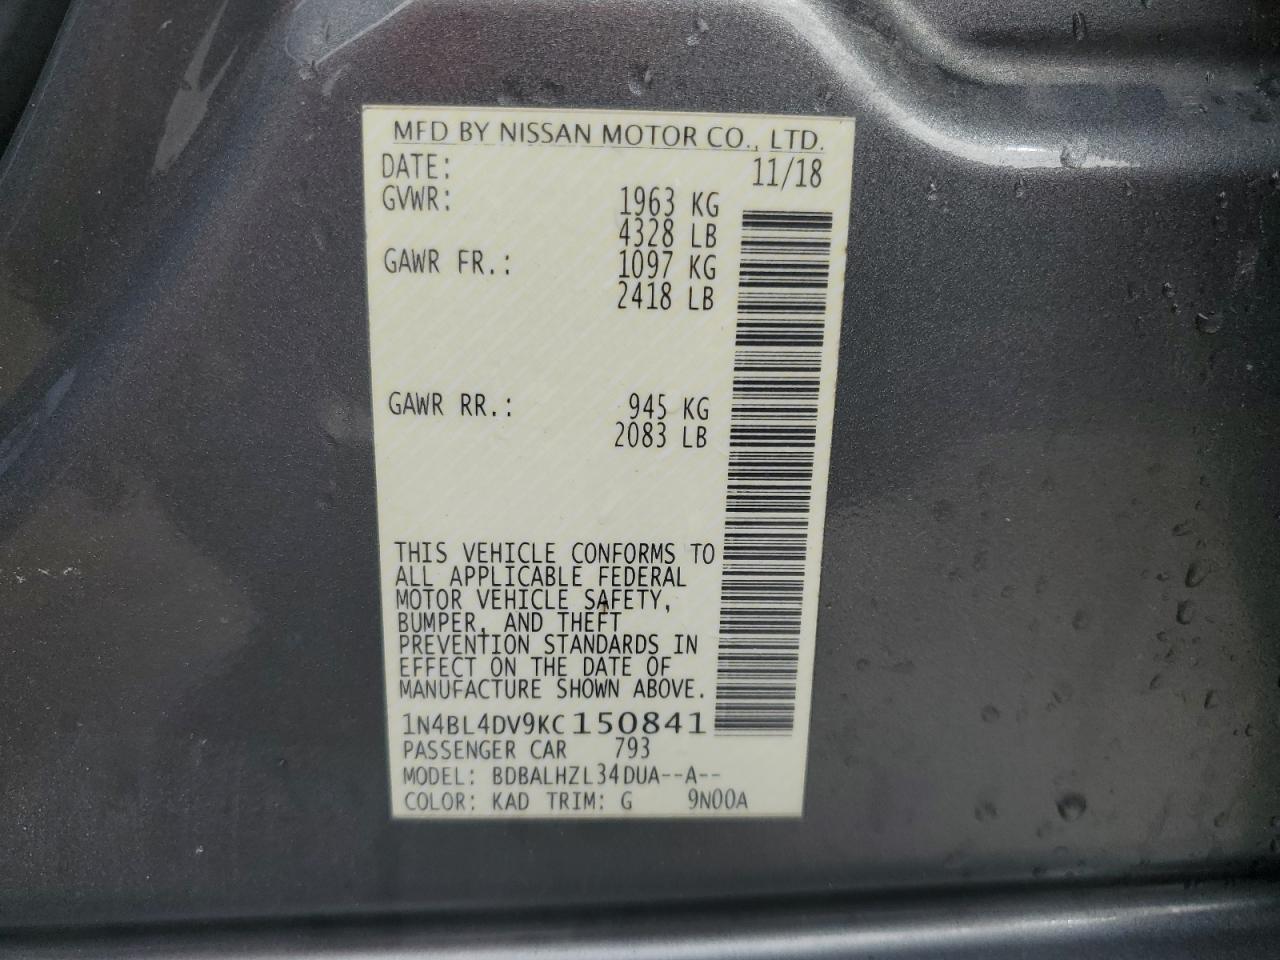 MFD BY NISSAN MOTOR CO., LTD.
DATE: 11/18
GVWR: 1963 KG
4328 LB
GAWR FR.: 1097 KG
2418 LB
GAWR RR.: 945 KG
2083 LB
THIS VEHICLE CONFORMS TO
ALL APPLICABLE FEDERAL
MOTOR VEHICLE SAFETY,
BUMPER, AND THEFT
PREVENTION STANDARDS IN
EFFECT ON THE DATE OF
MANUFACTURE SHOWN ABOVE.
1N4BL4DV9KC150841
PASSENGER CAR 793
MODEL: BDBALHZL34DUA--A--
COLOR: KAD TRIM: G 9N00A